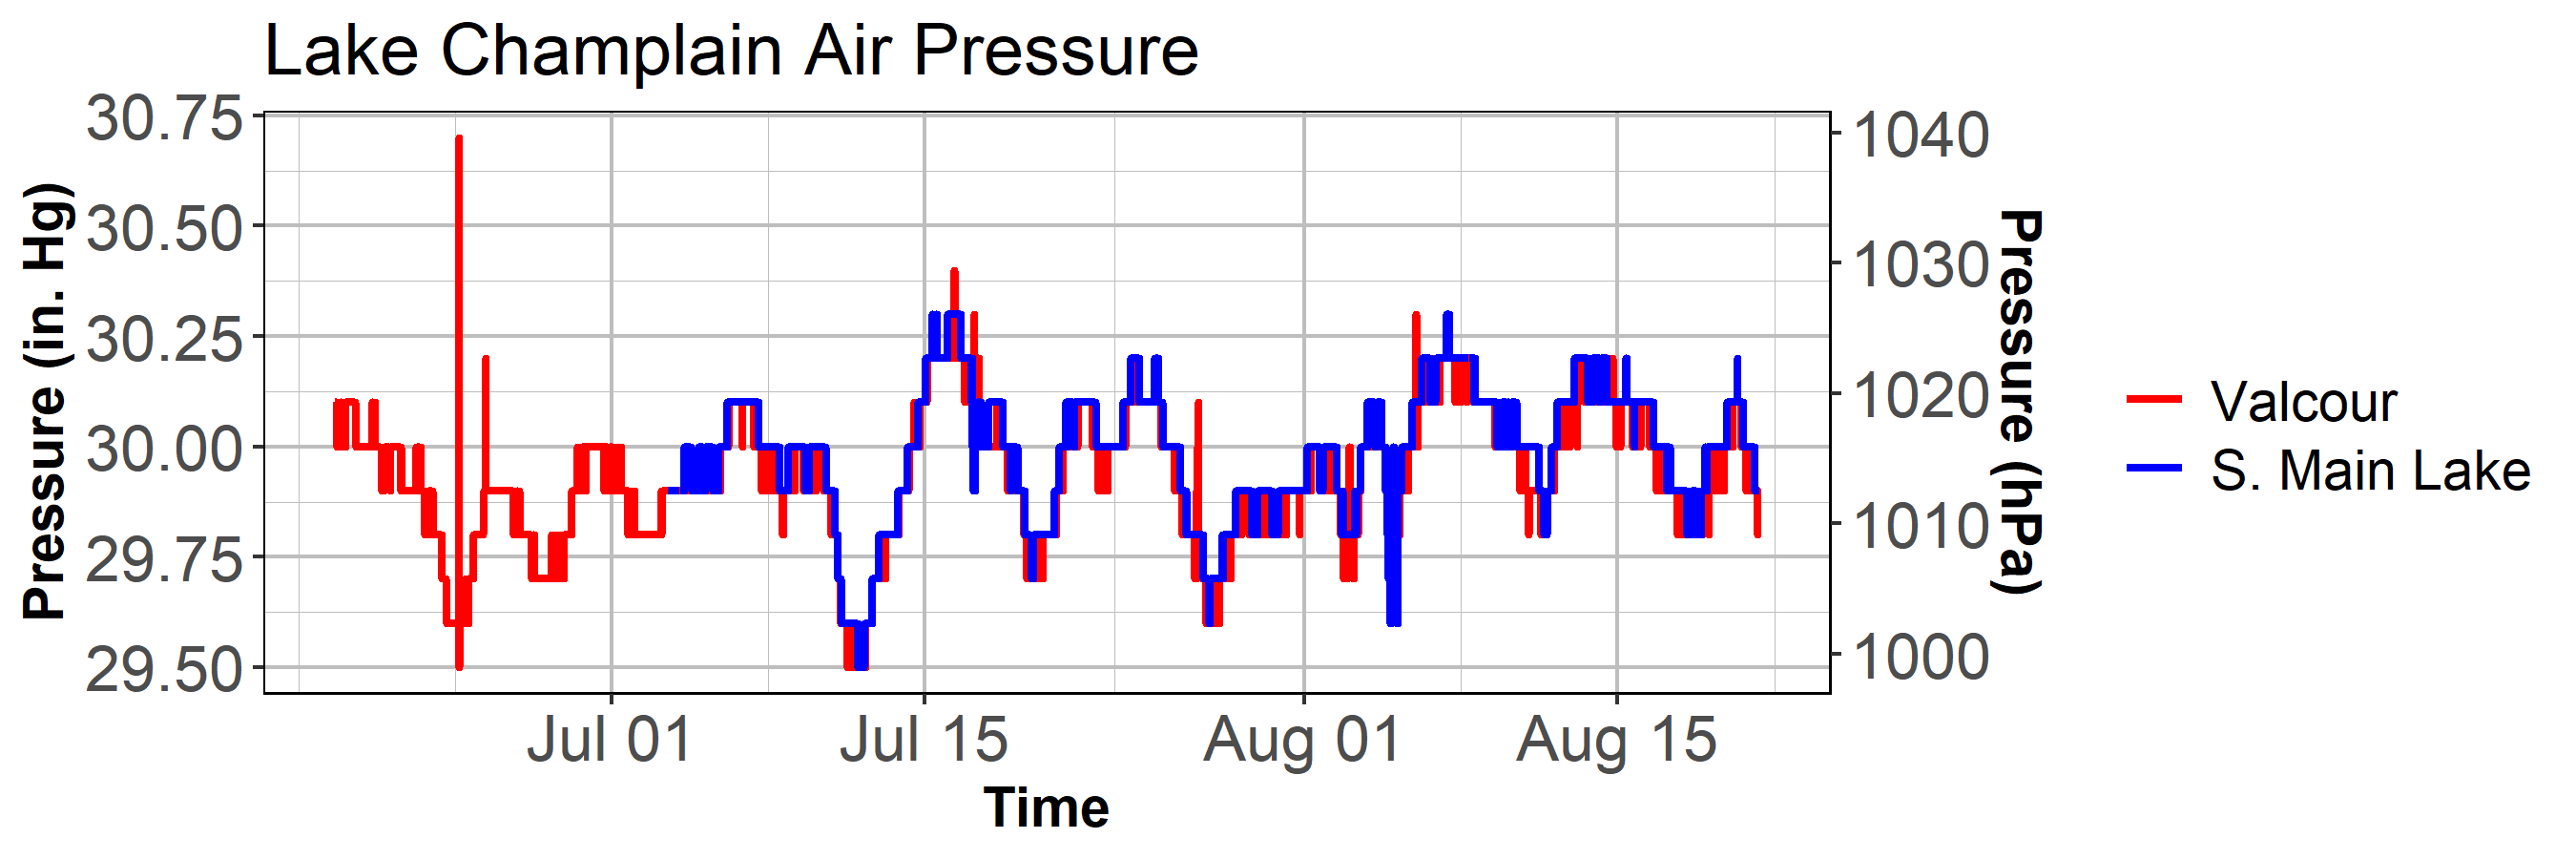 Lake Champlain Air Pressure
30.75
30.50
30.25
30.00
29.75
29.50
Pressure (in. Hg)
1040
1030
1020
1010
1000
Pressure (hPa)
Jul 01
Jul 15
Aug 01
Aug 15
Time
Valcour
S. Main Lake